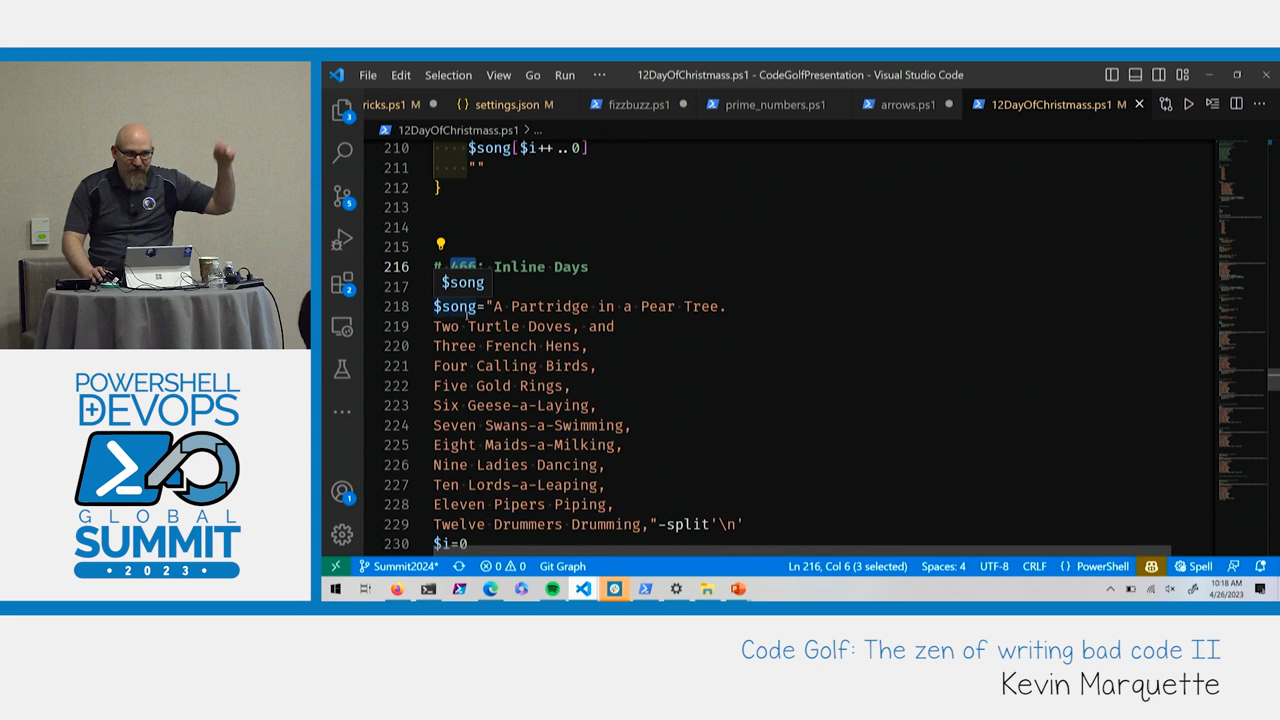 File Edit Selection View Go Run ··· 12DayOfChristmass.ps1 - CodeGolfPresentation - Visual Studio Code
ricks.ps1 M settings.json M fizzbuzz.ps1 prime_numbers.ps1 arrows.ps1 12DayOfChristmass.ps1 M
12DayOfChristmass.ps1 > ...
210 $song[$i++..0]
211 ""
212 }
213
214
215
216 # 466: Inline Days
217 $song
218 $song="A Partridge in a Pear Tree.
219 Two Turtle Doves, and
220 Three French Hens,
221 Four Calling Birds,
222 Five Gold Rings,
223 Six Geese-a-Laying,
224 Seven Swans-a-Swimming,
225 Eight Maids-a-Milking,
226 Nine Ladies Dancing,
227 Ten Lords-a-Leaping,
228 Eleven Pipers Piping,
229 Twelve Drummers Drumming,"-split'\n'
230 $i=0
3
5
2
1
Summit2024* 0 0 Git Graph Ln 216, Col 6 (3 selected) Spaces: 4 UTF-8 CRLF { } PowerShell Spell
10:18 AM
4/26/2023
POWERSHELL
+ DEVOPS
GLOBAL
SUMMIT
• 2023 •
Code Golf: The zen of writing bad code II
Kevin Marquette